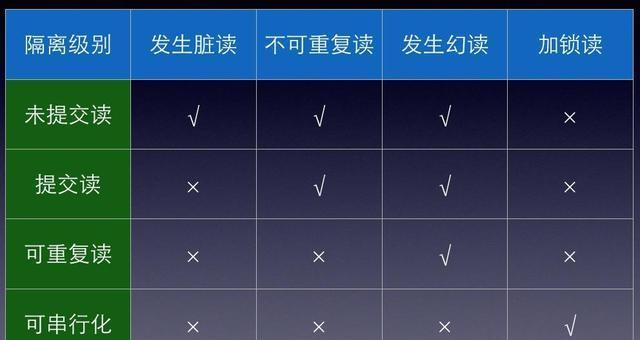 隔离级别 发生脏读 不可重复读 发生幻读 加锁读
未提交读 √ √ √ ×
提交读 × √ √ ×
可重复读 × × √ ×
可串行化 × × × √